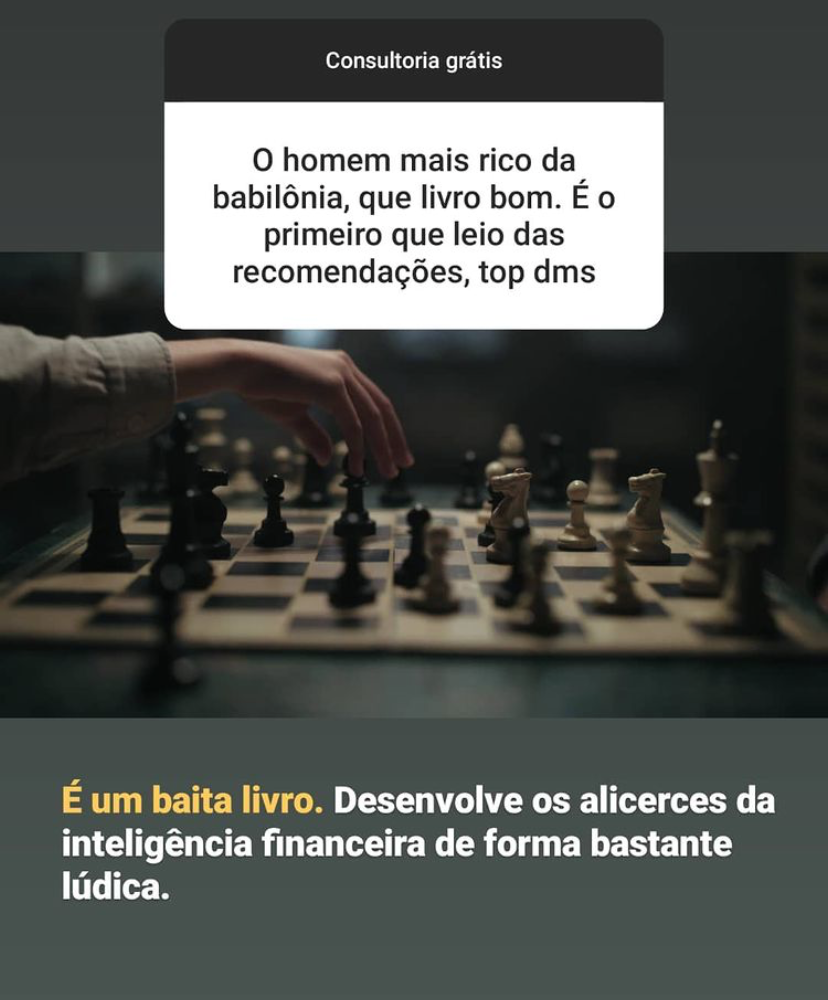 Consultoria grátis
O homem mais rico da
babilônia, que livro bom. É o
primeiro que leio das
recomendações, top dms
É um baita livro. Desenvolve os alicerces da
inteligência financeira de forma bastante
lúdica.